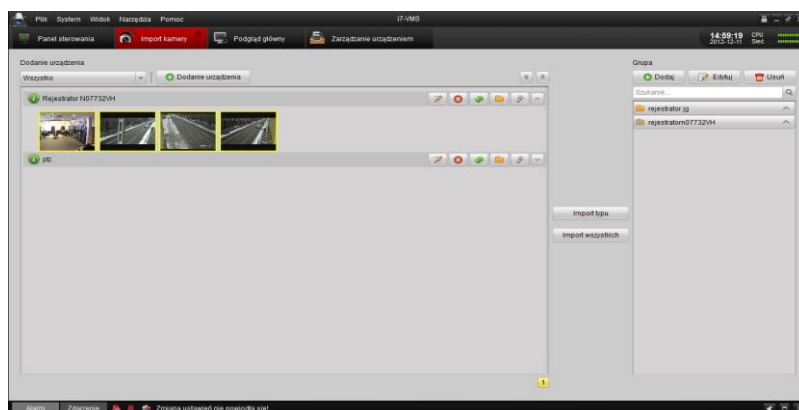 Plik System Widok Narzędzia Pomoc
i7-VMS
Panel sterowania
Import kamery
Podgląd główny
Zarządzanie urządzeniem
14:59:19
2012-12-11
CPU
Sieć
Dodanie urządzenia
Wszystko
Dodanie urządzenia
Rejestrator N07732VH
ptz
Import typu
Import wszystkich
1
Grupa
Dodaj
Edytuj
Usuń
Szukanie...
rejestrator jg
rejestratorn07732VH
Alarm
Zdarzenie
Zmiana ustawień nie powiodła się!